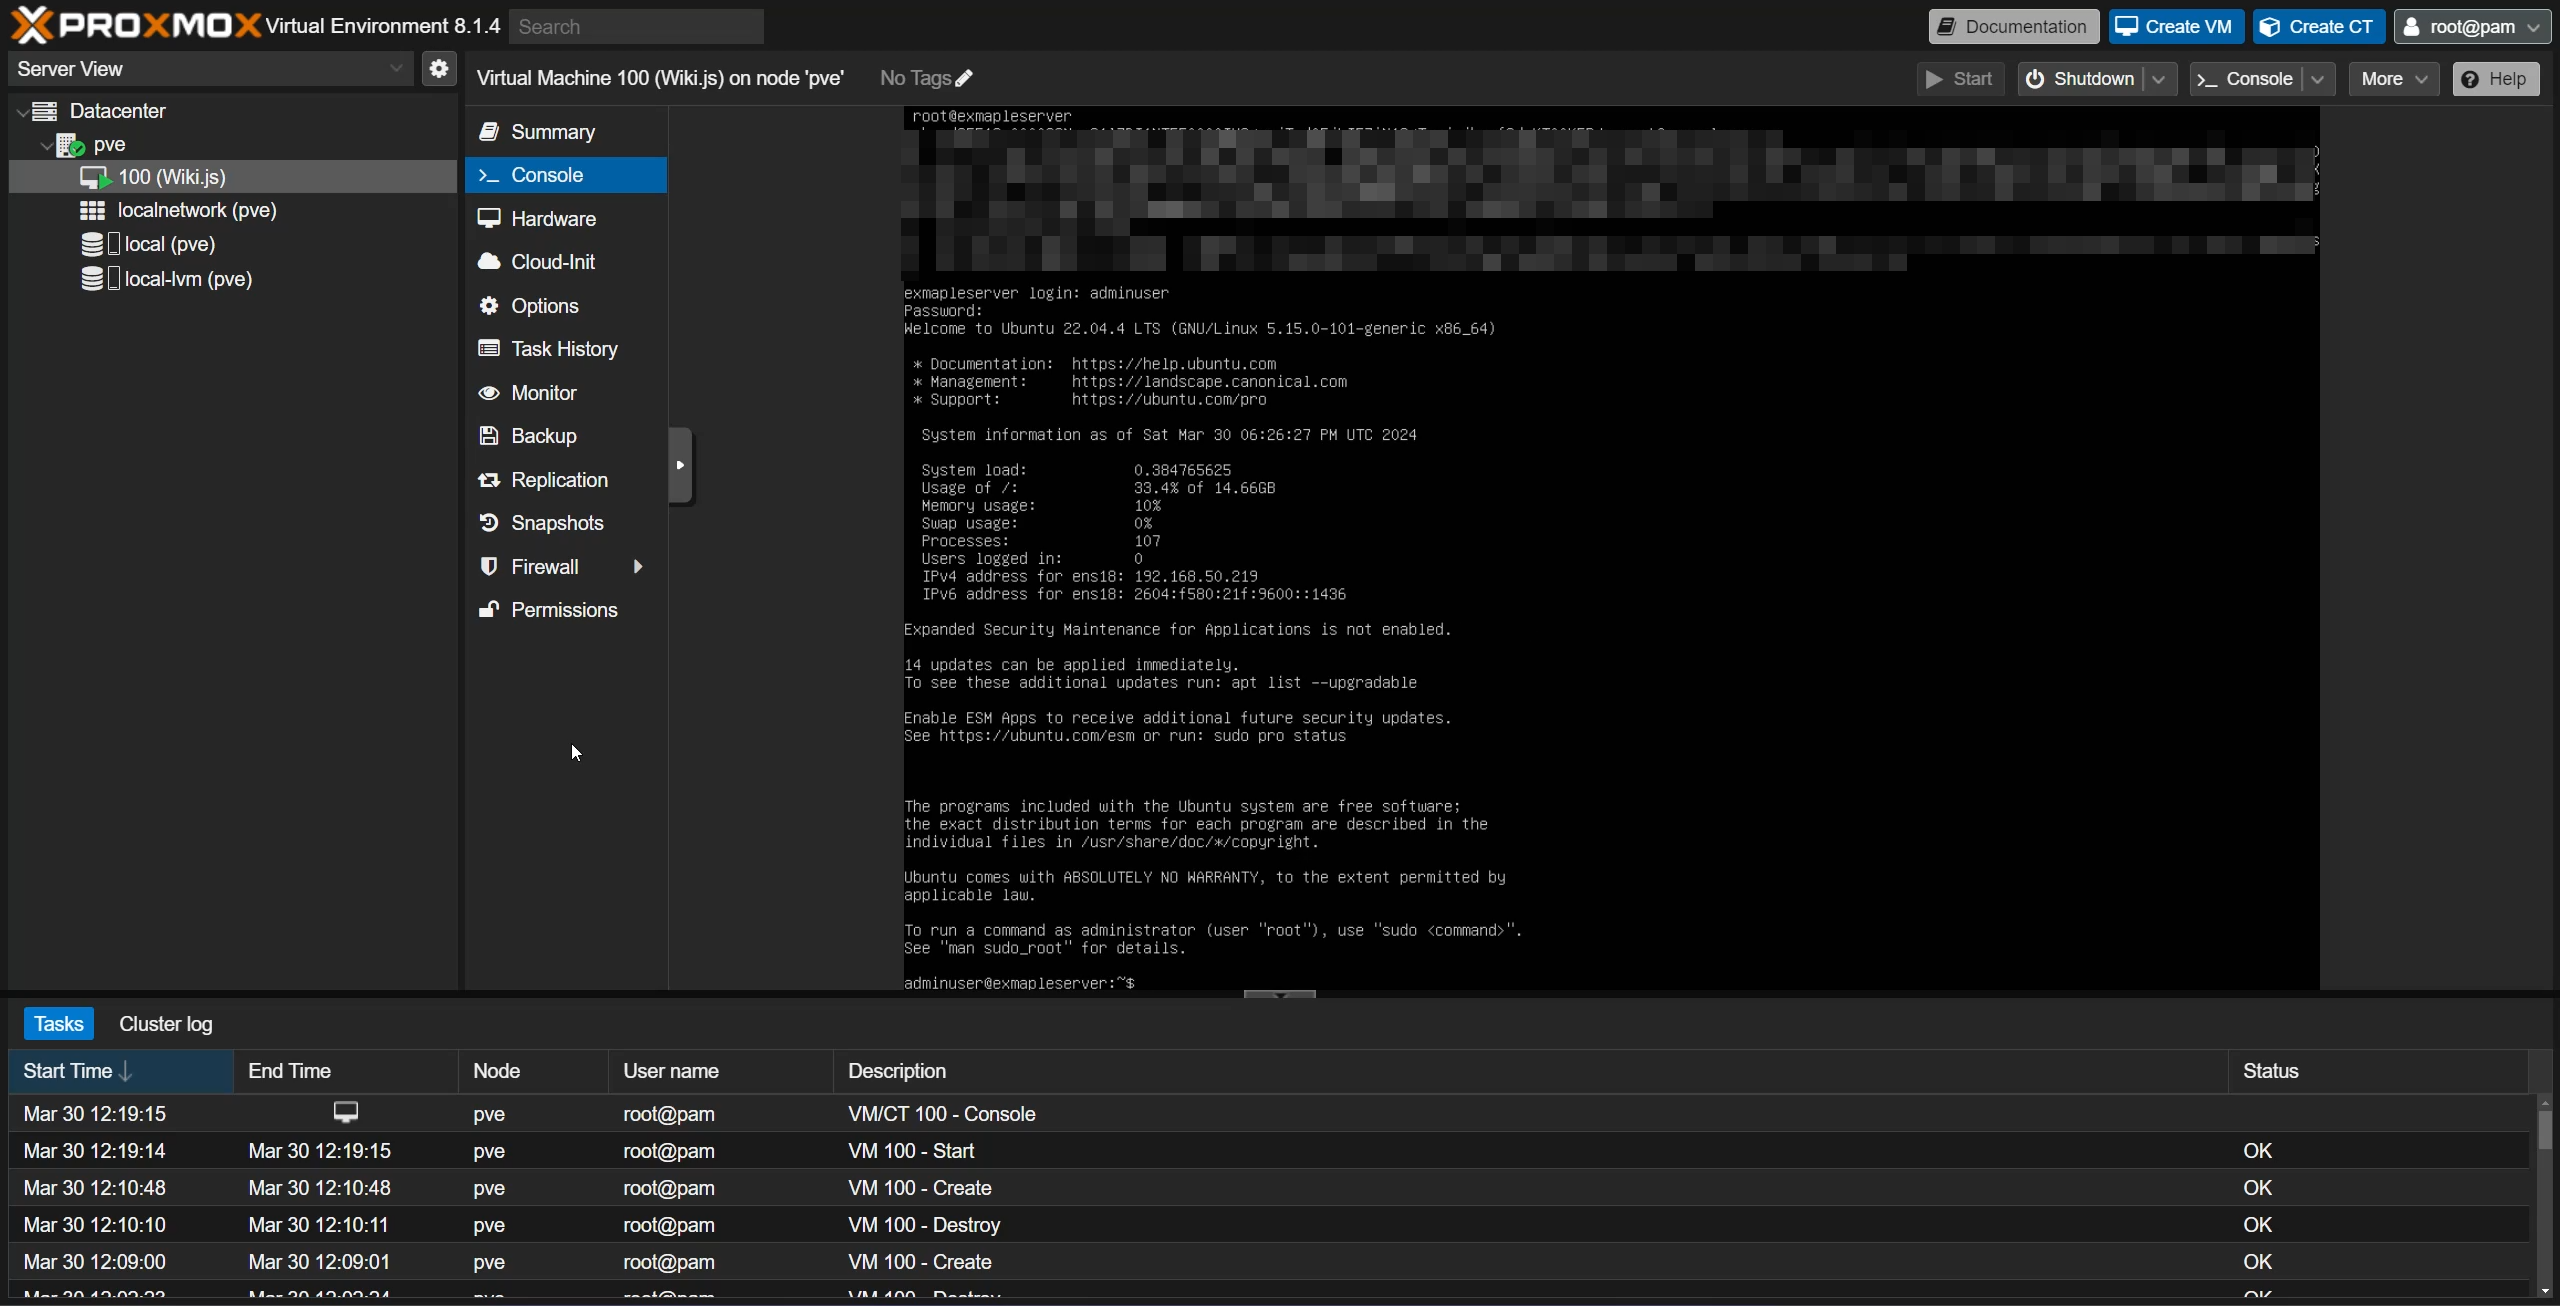 PROXMOX Virtual Environment 8.1.4 Search Documentation Create VM Create CT root@pam
Server View Virtual Machine 100 (Wiki.js) on node 'pve' No Tags Start Shutdown Console More Help
Datacenter
pve
100 (Wiki.js)
localnetwork (pve)
local (pve)
local-lvm (pve)
Summary
Console
Hardware
Cloud-Init
Options
Task History
Monitor
Backup
Replication
Snapshots
Firewall
Permissions
root@exmapleserver
exmapleserver login: adminuser
Password:
Welcome to Ubuntu 22.04.4 LTS (GNU/Linux 5.15.0-101-generic x86_64)
* Documentation: https://help.ubuntu.com
* Management: https://landscape.canonical.com
* Support: https://ubuntu.com/pro
System information as of Sat Mar 30 06:26:27 PM UTC 2024
System load: 0.384765625
Usage of /: 33.4% of 14.66GB
Memory usage: 10%
Swap usage: 0%
Processes: 107
Users logged in: 0
IPv4 address for ens18: 192.168.50.219
IPv6 address for ens18: 2604:f580:21f:9600::1436
Expanded Security Maintenance for Applications is not enabled.
14 updates can be applied immediately.
To see these additional updates run: apt list --upgradable
Enable ESM Apps to receive additional future security updates.
See https://ubuntu.com/esm or run: sudo pro status
The programs included with the Ubuntu system are free software;
the exact distribution terms for each program are described in the
individual files in /usr/share/doc/*/copyright.
Ubuntu comes with ABSOLUTELY NO WARRANTY, to the extent permitted by
applicable law.
To run a command as administrator (user "root"), use "sudo <command>".
See "man sudo_root" for details.
adminuser@exmapleserver:~$
Tasks Cluster log
Start Time End Time Node User name Description Status
Mar 30 12:19:15 pve root@pam VM/CT 100 - Console
Mar 30 12:19:14 Mar 30 12:19:15 pve root@pam VM 100 - Start OK
Mar 30 12:10:48 Mar 30 12:10:48 pve root@pam VM 100 - Create OK
Mar 30 12:10:10 Mar 30 12:10:11 pve root@pam VM 100 - Destroy OK
Mar 30 12:09:00 Mar 30 12:09:01 pve root@pam VM 100 - Create OK